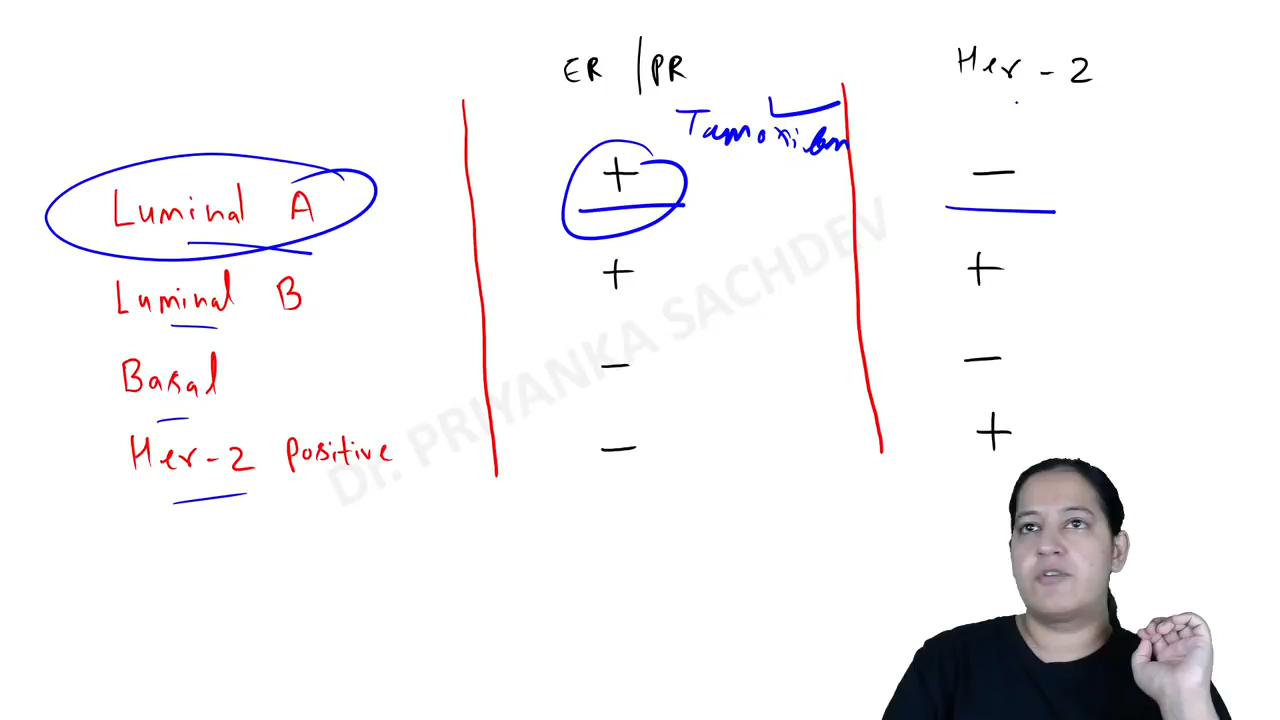 ER | PR Her - 2
Tamoxifen
Luminal A + -
Luminal B + +
Basal - -
Her-2 positive - +
Dr. PRIYANKA SACHDEV